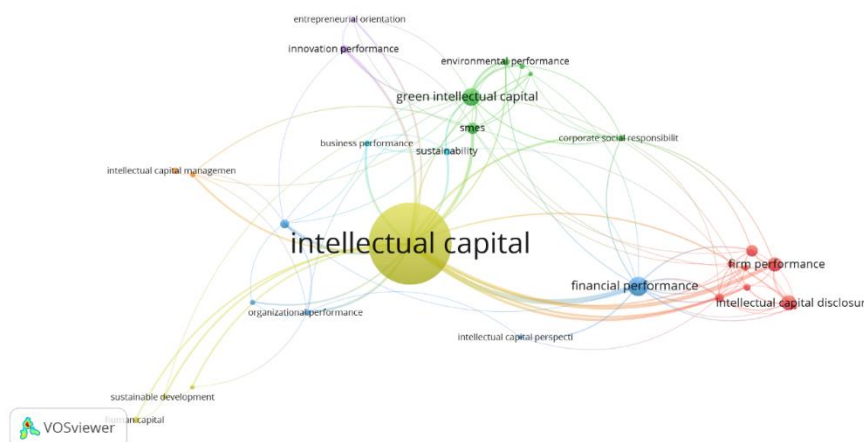 entrepreneurial orientation
innovation performance
environmental performance
green intellectual capital
smes
corporate social responsibilit
business performance
sustainability
intellectual capital managemen
intellectual capital
firm performance
financial performance
intellectual capital disclosur
organizational performance
intellectual capital perspecti
sustainable development
human capital
VOSviewer